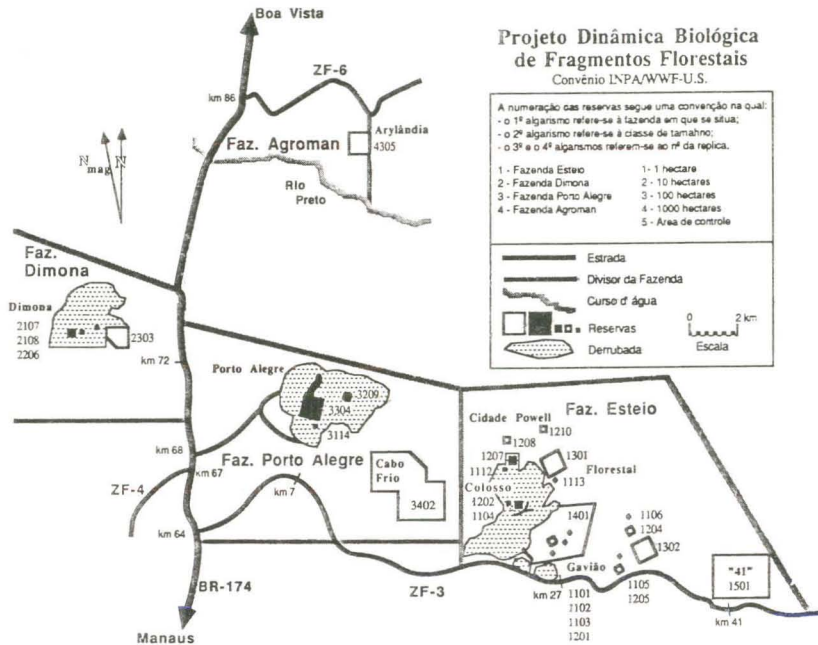 Boa Vista
Projeto Dinâmica Biológica
de Fragmentos Florestais
Convênio INPA/WWF-U.S.
A numeração das reservas segue uma convenção na qual:
- o 1º algarismo refere-se à fazenda em que se situa;
- o 2º algarismo refere-se à classe de tamanho;
- o 3º e o 4º algarismos referem-se ao nº da replica.
1 - Fazenda Esteio
2 - Fazenda Dimona
3 - Fazenda Porto Alegre
4 - Fazenda Agroman
1 - 1 hectare
2 - 10 hectares
3 - 100 hectares
4 - 1000 hectares
5 - Area de controle
Estrada
Divisor da Fazenda
Curso d' água
Reservas
Derrubada
0 2 km
Escala
ZF-6
km 86
Arylândia
4305
Faz. Agroman
Rio
Preto
N mag N
Faz.
Dimona
Dimona
2107
2108
2206
2303
km 72
Porto Alegre
3209
3304
3114
km 68
km 67
Faz. Porto Alegre
ZF-4
km 7
Cabo
Frio
3402
km 64
BR-174
Manaus
ZF-3
Faz. Esteio
Cidade Powell
1210
1208
1207
1112
1301
1113
Florestal
Colosso
1202
1104
1401
1106
1204
1302
Gavião
km 27
1101
1102
1103
1201
1105
1205
"41"
1501
km 41